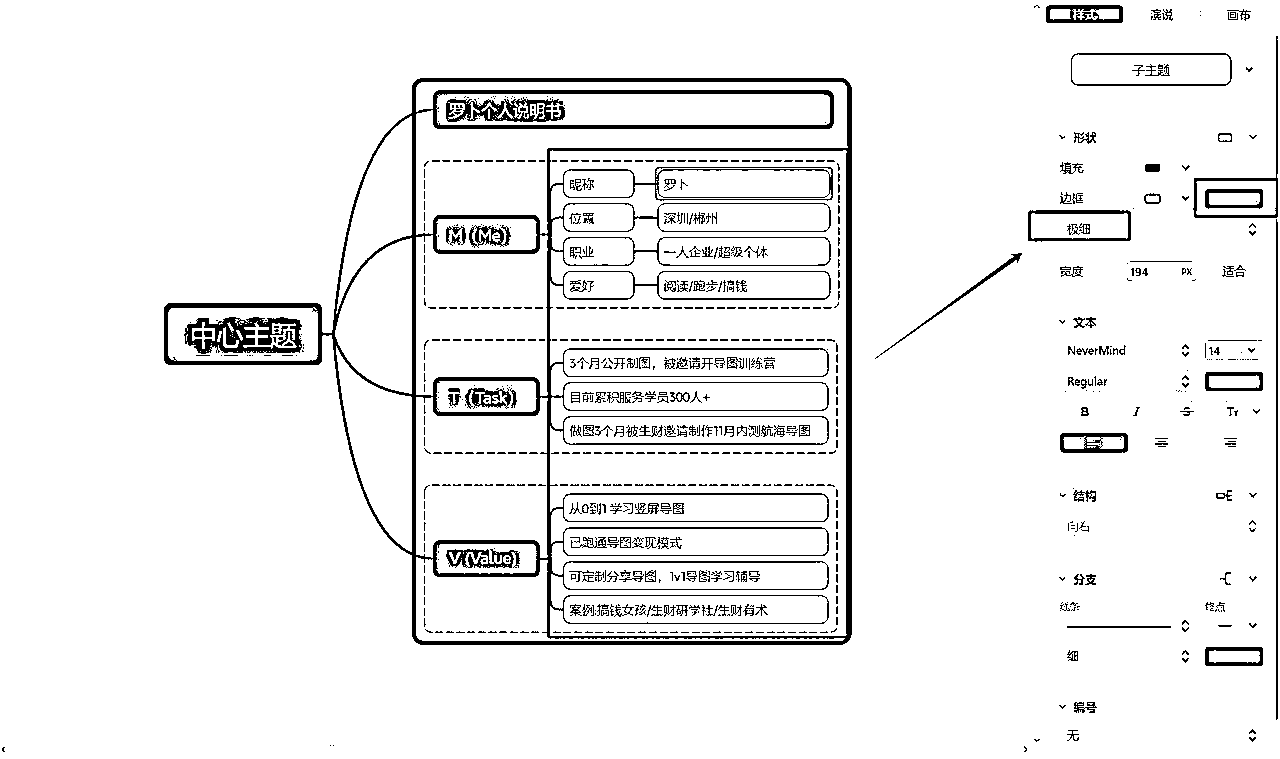 样式 演说 画布
子主题
形状
填充
边框
极细
宽度 194 PX 适合
文本
NeverMind 14
Regular
B I S Tr
结构
向右
分支
线条 终点
细
编号
无
中心主题
罗卜个人说明书
M (Me)
昵称 罗卜
位置 深圳/郴州
职业 一人企业/超级个体
爱好 阅读/跑步/搞钱
T (Task)
3个月公开制图，被邀请开导图训练营
目前累积服务学员300人+
做图3个月被生财邀请制作11月内测航海导图
V (Value)
从0到1 学习竖屏导图
已跑通导图变现模式
可定制分享导图，1v1导图学习辅导
案例:搞钱女孩/生财研学社/生财有术